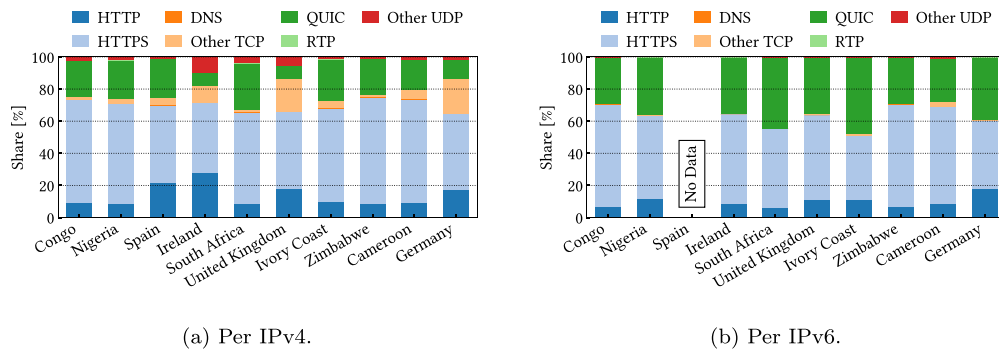 HTTP DNS QUIC Other UDP
HTTPS Other TCP RTP
100
80
60
40
20
0
Share [%]
Congo
Nigeria
Spain
Ireland
South Africa
United Kingdom
Ivory Coast
Zimbabwe
Cameroon
Germany
(a) Per IPv4.
HTTP DNS QUIC Other UDP
HTTPS Other TCP RTP
100
80
60
40
20
0
Share [%]
No Data
Congo
Nigeria
Spain
Ireland
South Africa
United Kingdom
Ivory Coast
Zimbabwe
Cameroon
Germany
(b) Per IPv6.